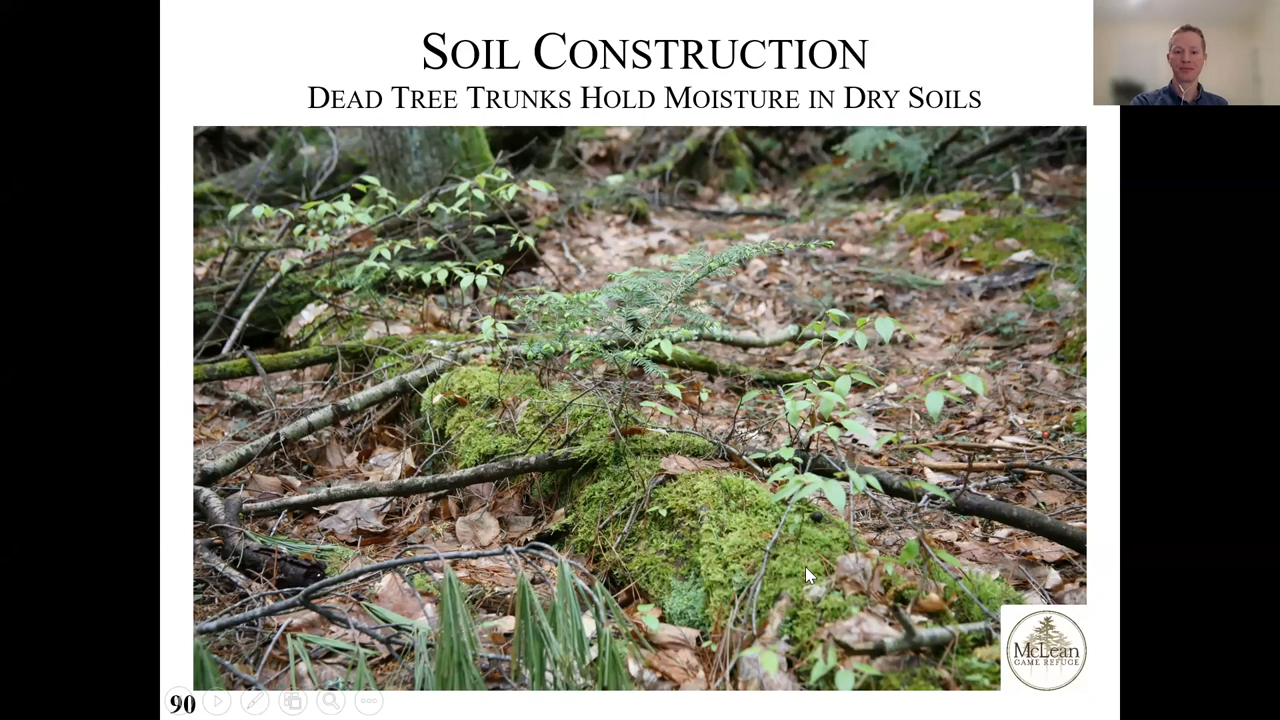 SOIL CONSTRUCTION
DEAD TREE TRUNKS HOLD MOISTURE IN DRY SOILS
MCLEAN
GAME REFUGE
90